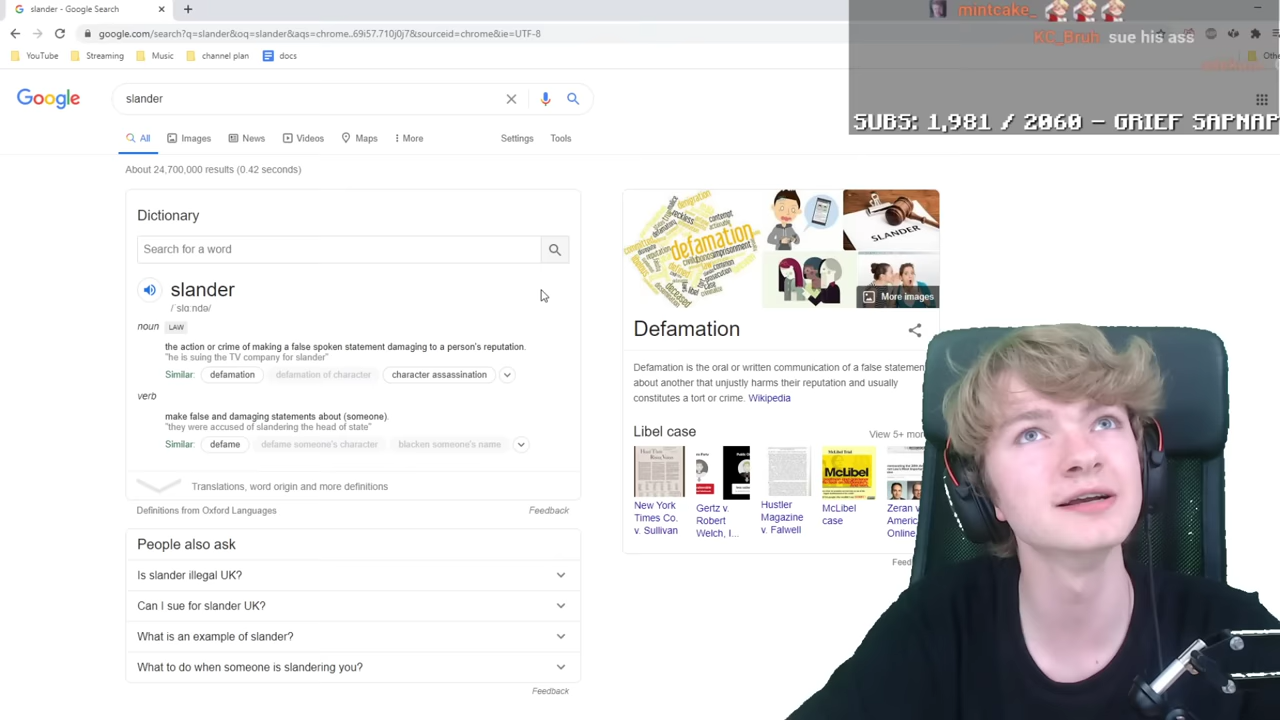 slander - Google Search
google.com/search?q=slander&oq=slander&aqs=chrome..69i57.710j0j7&sourceid=chrome&ie=UTF-8
YouTube
Streaming
Music
channel plan
docs
mintcake_
KC_Bruh sue his ass
SUBS: 1,981 / 2060 - GRIEF SAPNAP
Google
slander
All
Images
News
Videos
Maps
More
Settings
Tools
About 24,700,000 results (0.42 seconds)
Dictionary
Search for a word
slander
/ˈslɑːndə/
noun LAW
the action or crime of making a false spoken statement damaging to a person's reputation.
"he is suing the TV company for slander"
Similar: defamation defamation of character character assassination
verb
make false and damaging statements about (someone).
"they were accused of slandering the head of state"
Similar: defame defame someone's character blacken someone's name
Translations, word origin and more definitions
Definitions from Oxford Languages
Feedback
People also ask
Is slander illegal UK?
Can I sue for slander UK?
What is an example of slander?
What to do when someone is slandering you?
Feedback
defamation
SLANDER
More images
Defamation
Defamation is the oral or written communication of a false statement
about another that unjustly harms their reputation and usually
constitutes a tort or crime. Wikipedia
Libel case
View 5+ more
McLibel
New York
Times Co.
v. Sullivan
Gertz v.
Robert
Welch, I...
Hustler
Magazine
v. Falwell
McLibel
case
Zeran v.
Americ
Online,
Feed